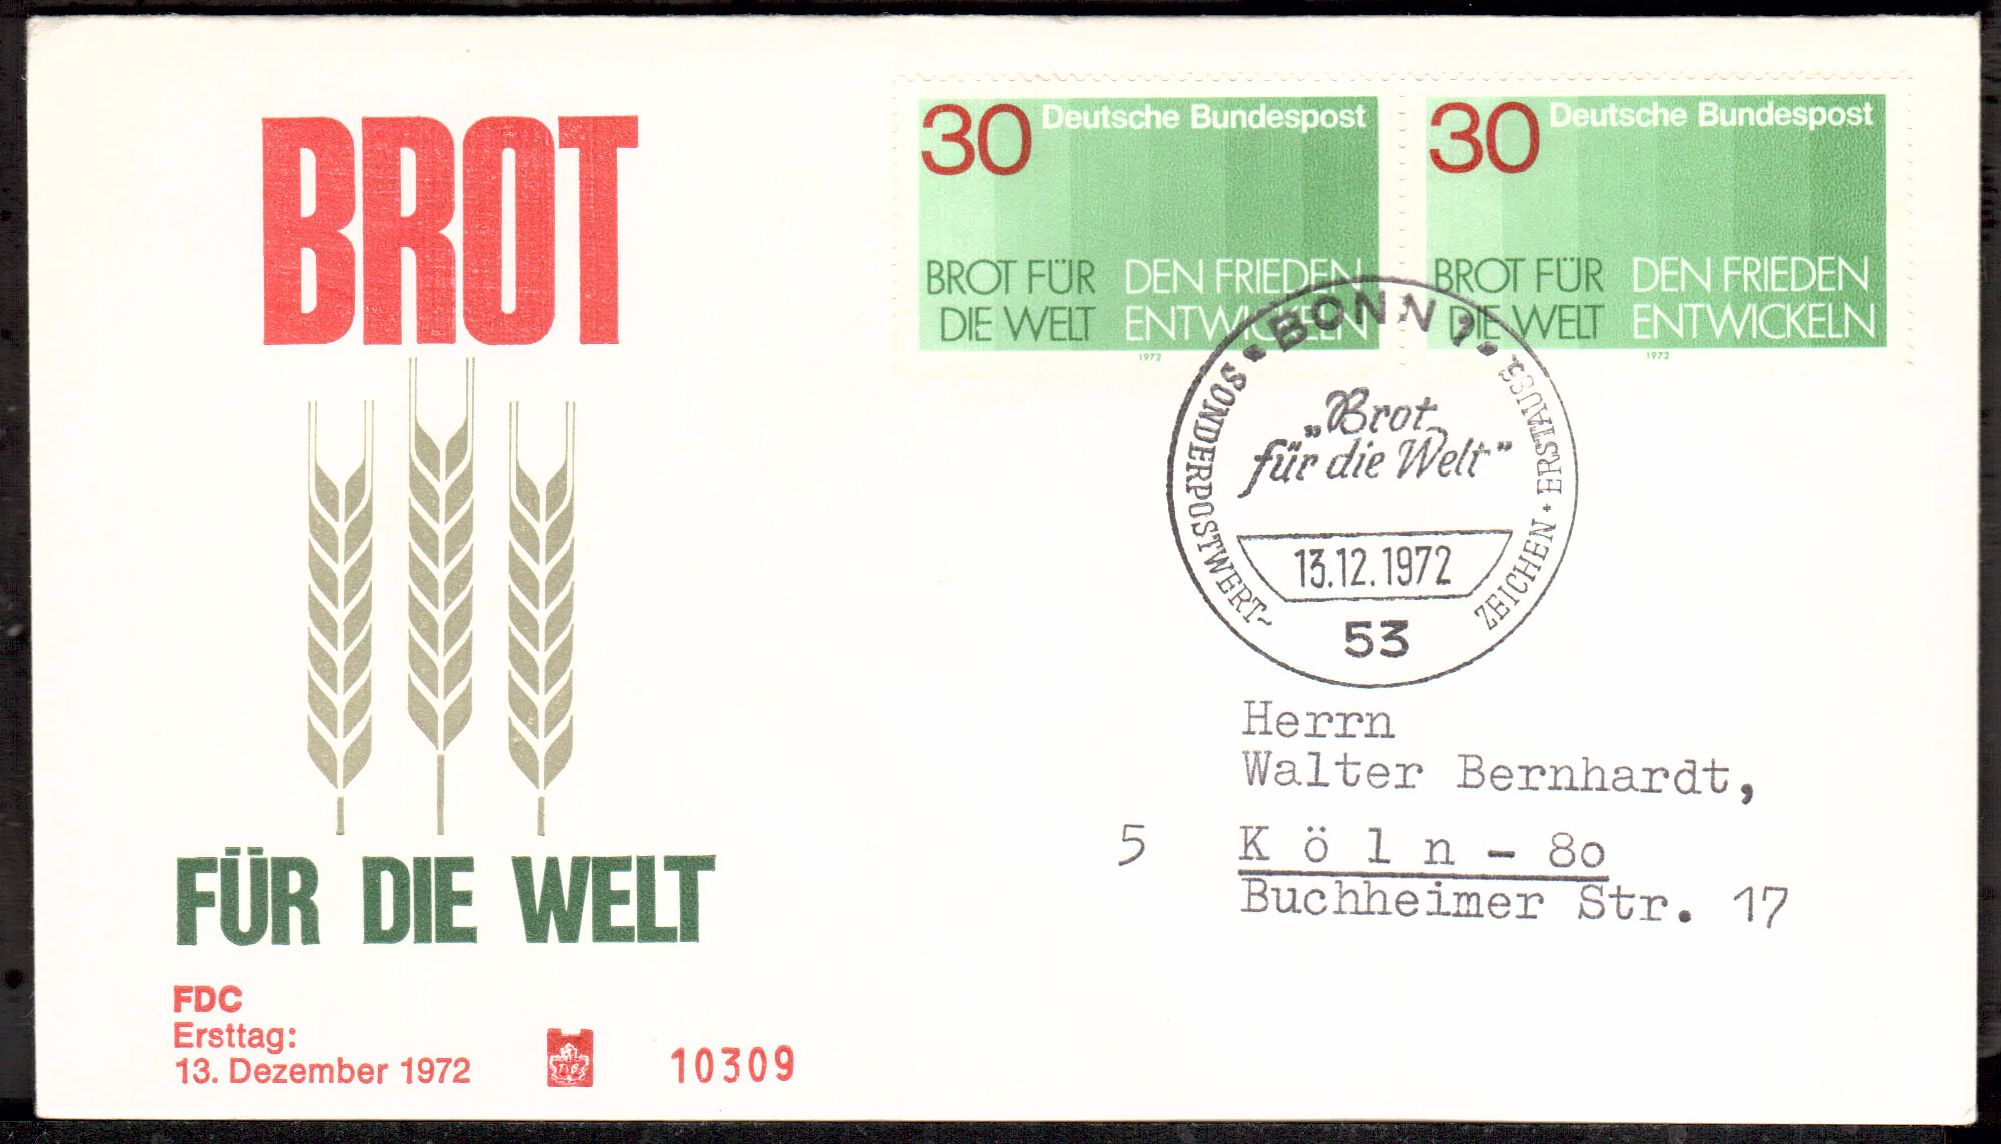 BROT
FÜR DIE WELT
FDC
Ersttag:
13. Dezember 1972
10309
30 Deutsche Bundespost
BROT FÜR DIE WELT
DEN FRIEDEN ENTWICKELN
1972
30 Deutsche Bundespost
BROT FÜR DIE WELT
DEN FRIEDEN ENTWICKELN
1972
BONN 1
SONDERPOSTWERT-
ZEICHEN · ERSTAUSG.
„Brot
für die Welt"
13.12.1972
53
Herrn
Walter Bernhardt,
5 Köln - 80
Buchheimer Str. 17